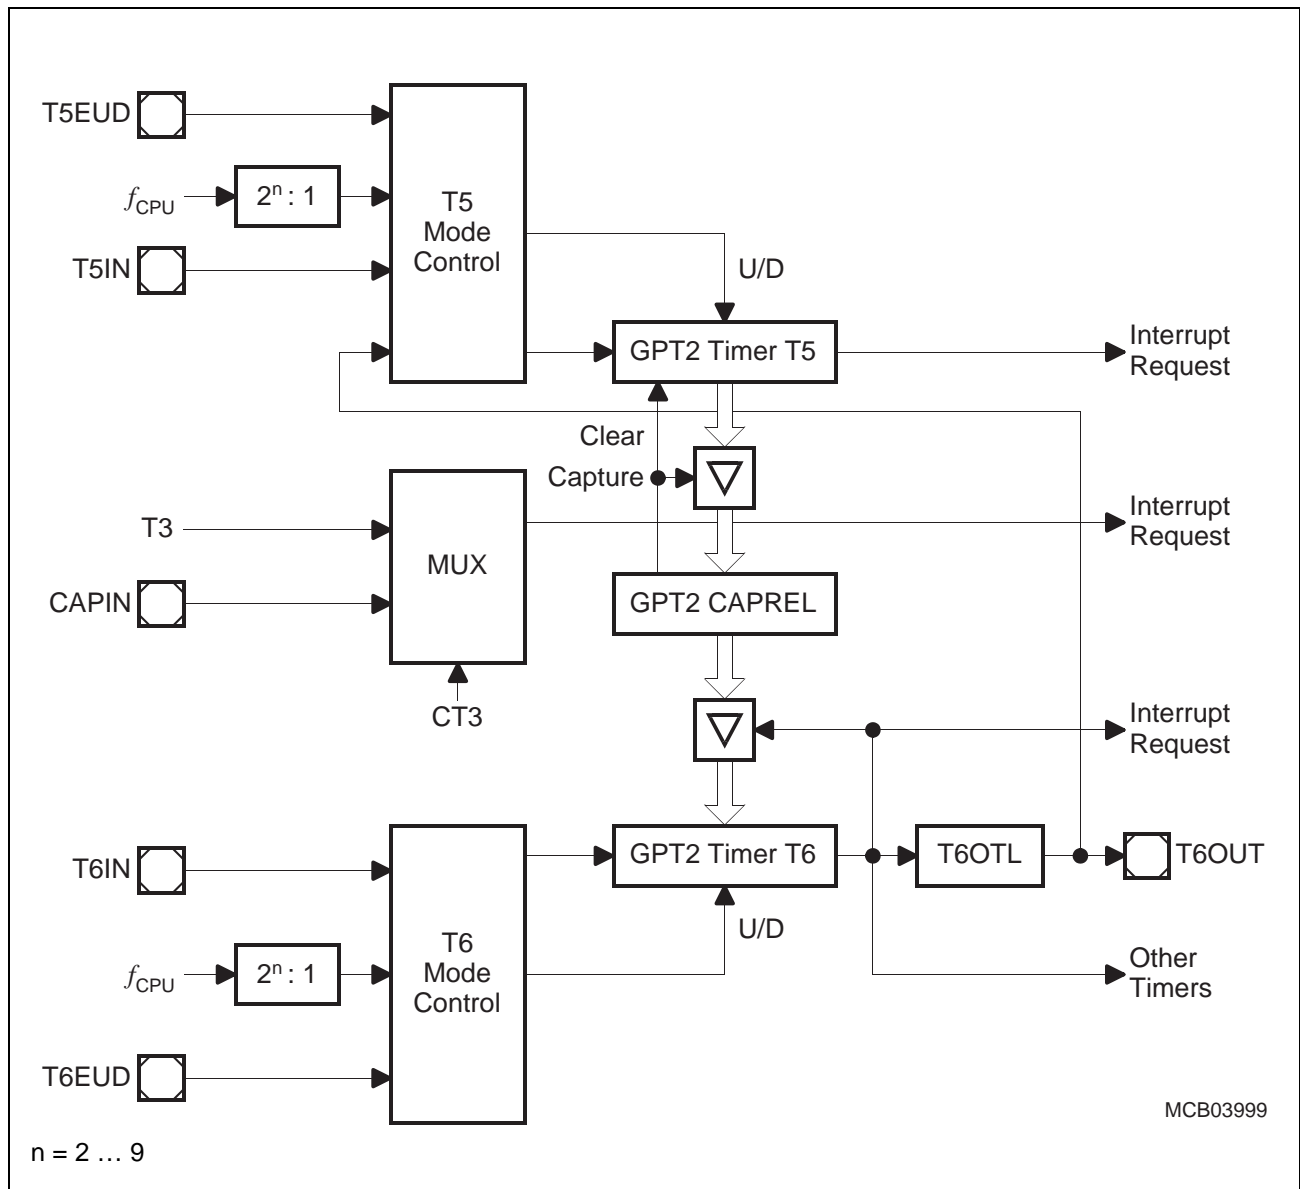 T5EUD
fCPU
2ⁿ : 1
T5IN
T5
Mode
Control
U/D
GPT2 Timer T5
Interrupt
Request
Clear
Capture
T3
CAPIN
MUX
CT3
Interrupt
Request
GPT2 CAPREL
Interrupt
Request
T6IN
fCPU
2ⁿ : 1
T6EUD
T6
Mode
Control
GPT2 Timer T6
U/D
T6OTL
T6OUT
Other
Timers
MCB03999
n = 2 … 9